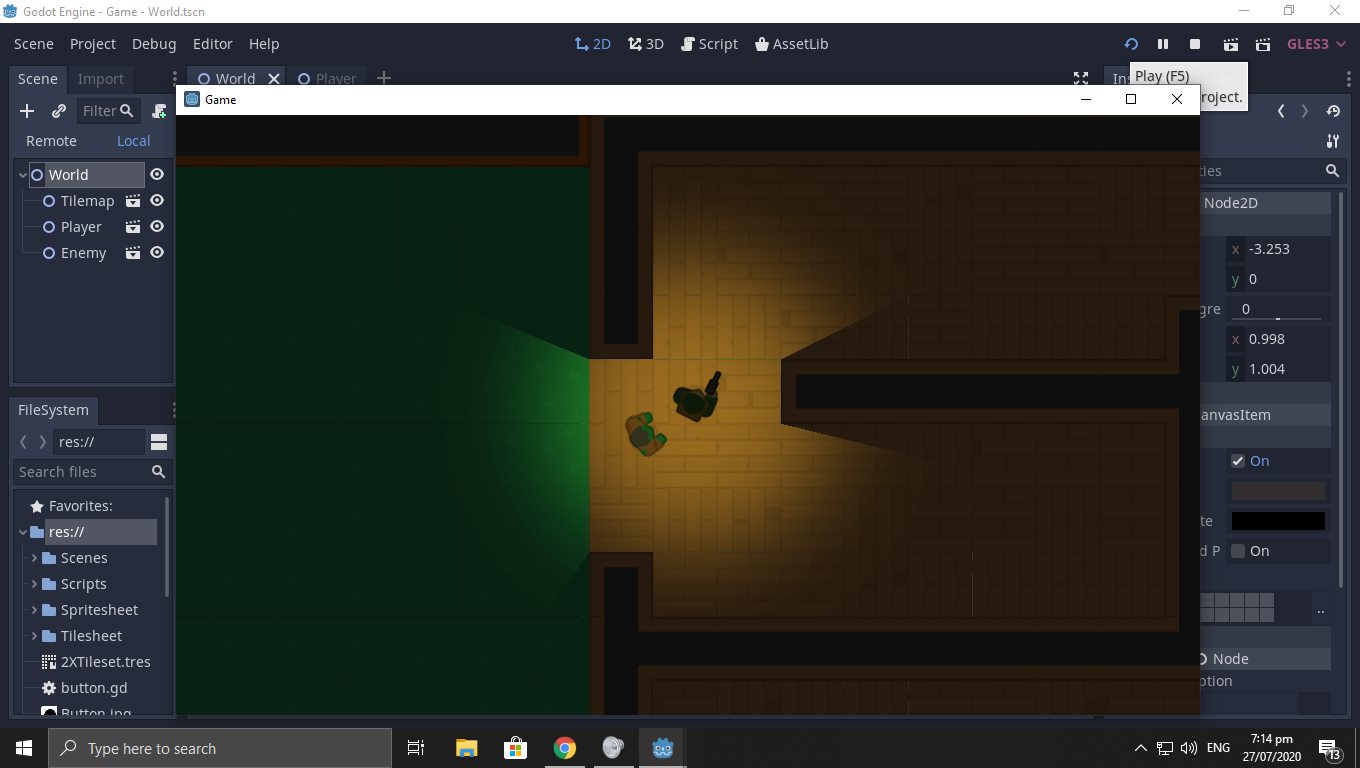 Godot Engine - Game - World.tscn
Scene Project Debug Editor Help
2D 3D Script AssetLib
GLES3
Scene Import
World Player
Play (F5)
roject.
Game
Filter
Remote Local
World
Tilemap
Player
Enemy
Node2D
x -3.253
y 0
gre 0
x 0.998
y 1.004
anvasItem
On
te
d P On
..
Node
ption
FileSystem
res://
Search files
Favorites:
res://
Scenes
Scripts
Spritesheet
Tilesheet
2XTileset.tres
button.gd
Button.png
Type here to search
ENG
7:14 pm
27/07/2020
13